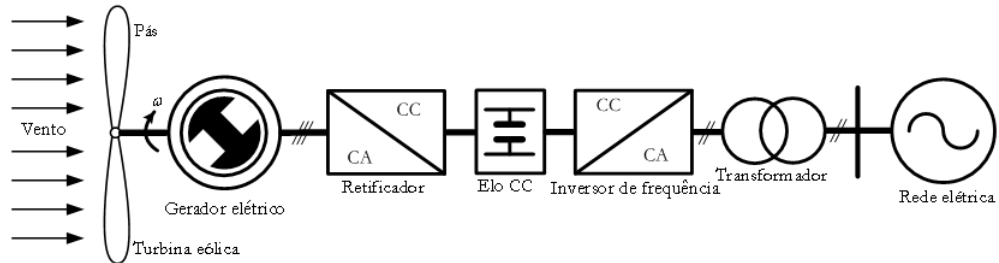 Pás
ω
Vento
Turbina eólica
Gerador elétrico
CC
CA
Retificador
Elo CC
CC
CA
Inversor de frequência
Transformador
Rede elétrica